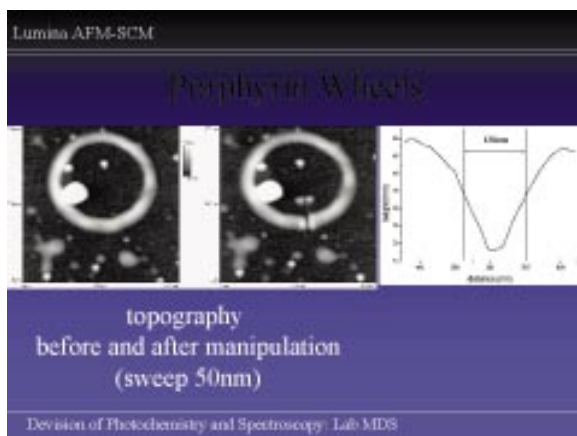 Lumina AFM-SCM
Porphyrin Wheels
topography
before and after manipulation
(sweep 50nm)
Devision of Photochemistry and Spectroscopy: Lab MDS